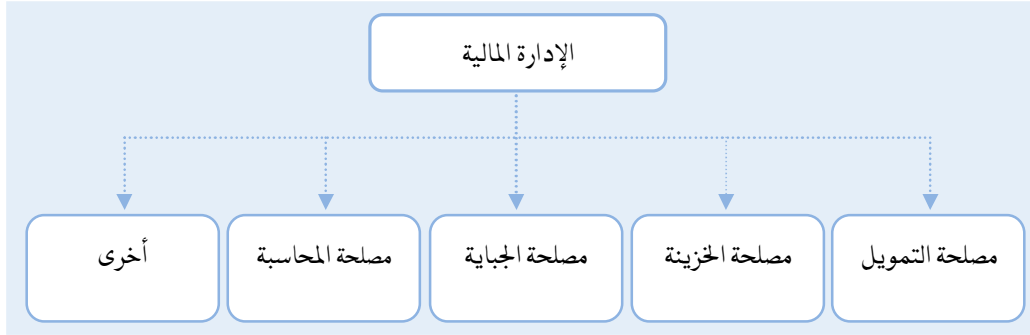 الإدارة المالية
مصلحة التمويل
مصلحة الخزينة
مصلحة الجباية
مصلحة المحاسبة
أخرى